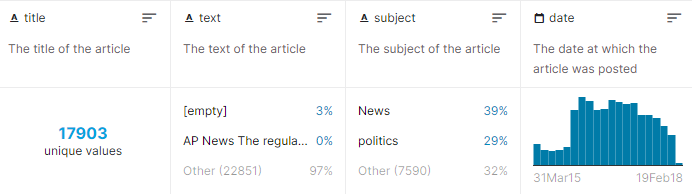 title
The title of the article
text
The text of the article
subject
The subject of the article
date
The date at which the
article was posted
17903
unique values
[empty] 3%
AP News The regula... 0%
Other (22851) 97%
News 39%
politics 29%
Other (7590) 32%
31Mar15 19Feb18